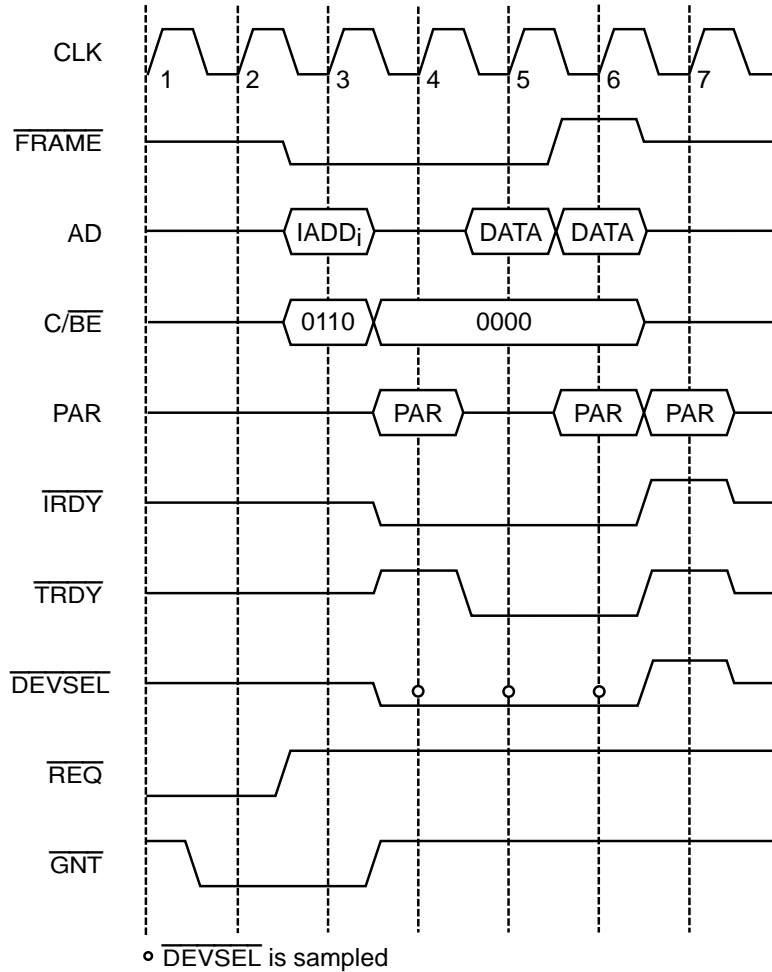 CLK
1 2 3 4 5 6 7
FRAME
AD IADDi DATA DATA
C/BE 0110 0000
PAR PAR PAR PAR
IRDY
TRDY
DEVSEL
REQ
GNT
DEVSEL is sampled